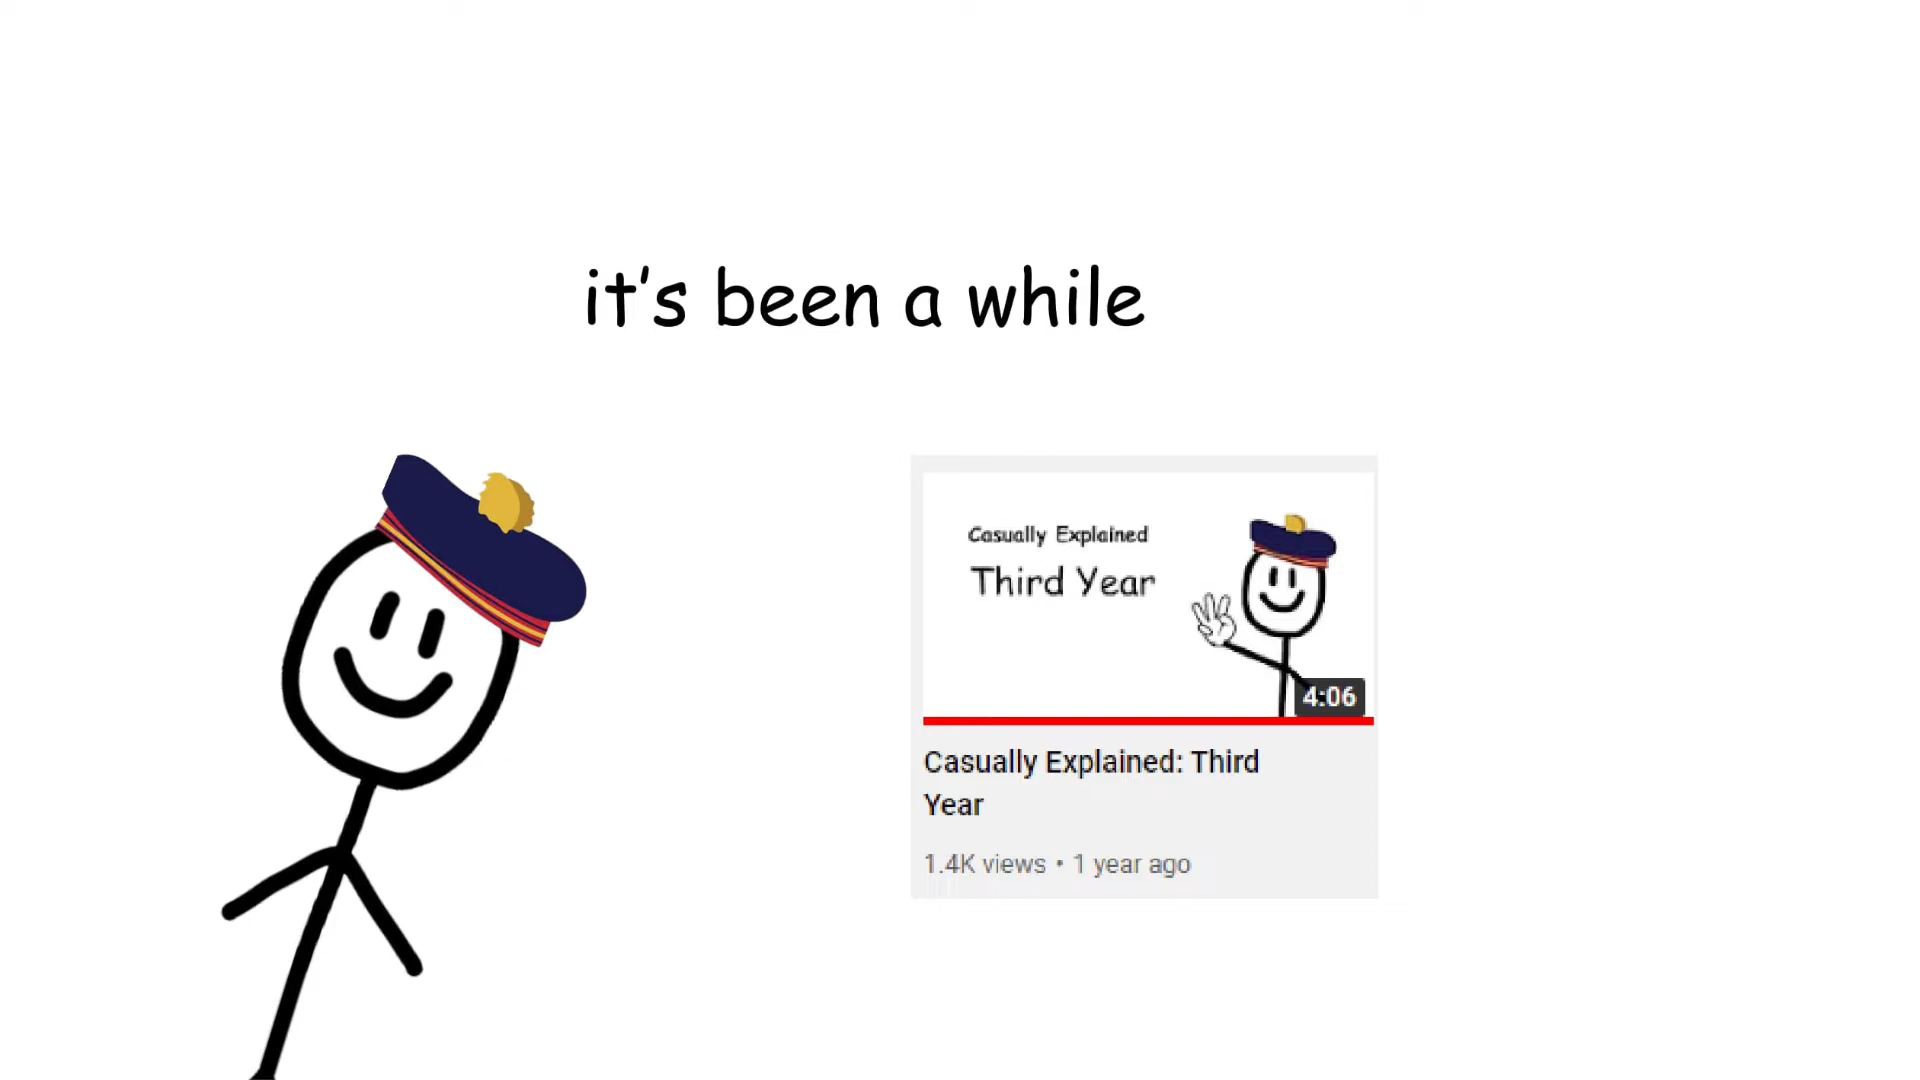 it's been a while
Casually Explained
Third Year
4:06
Casually Explained: Third
Year
1.4K views • 1 year ago